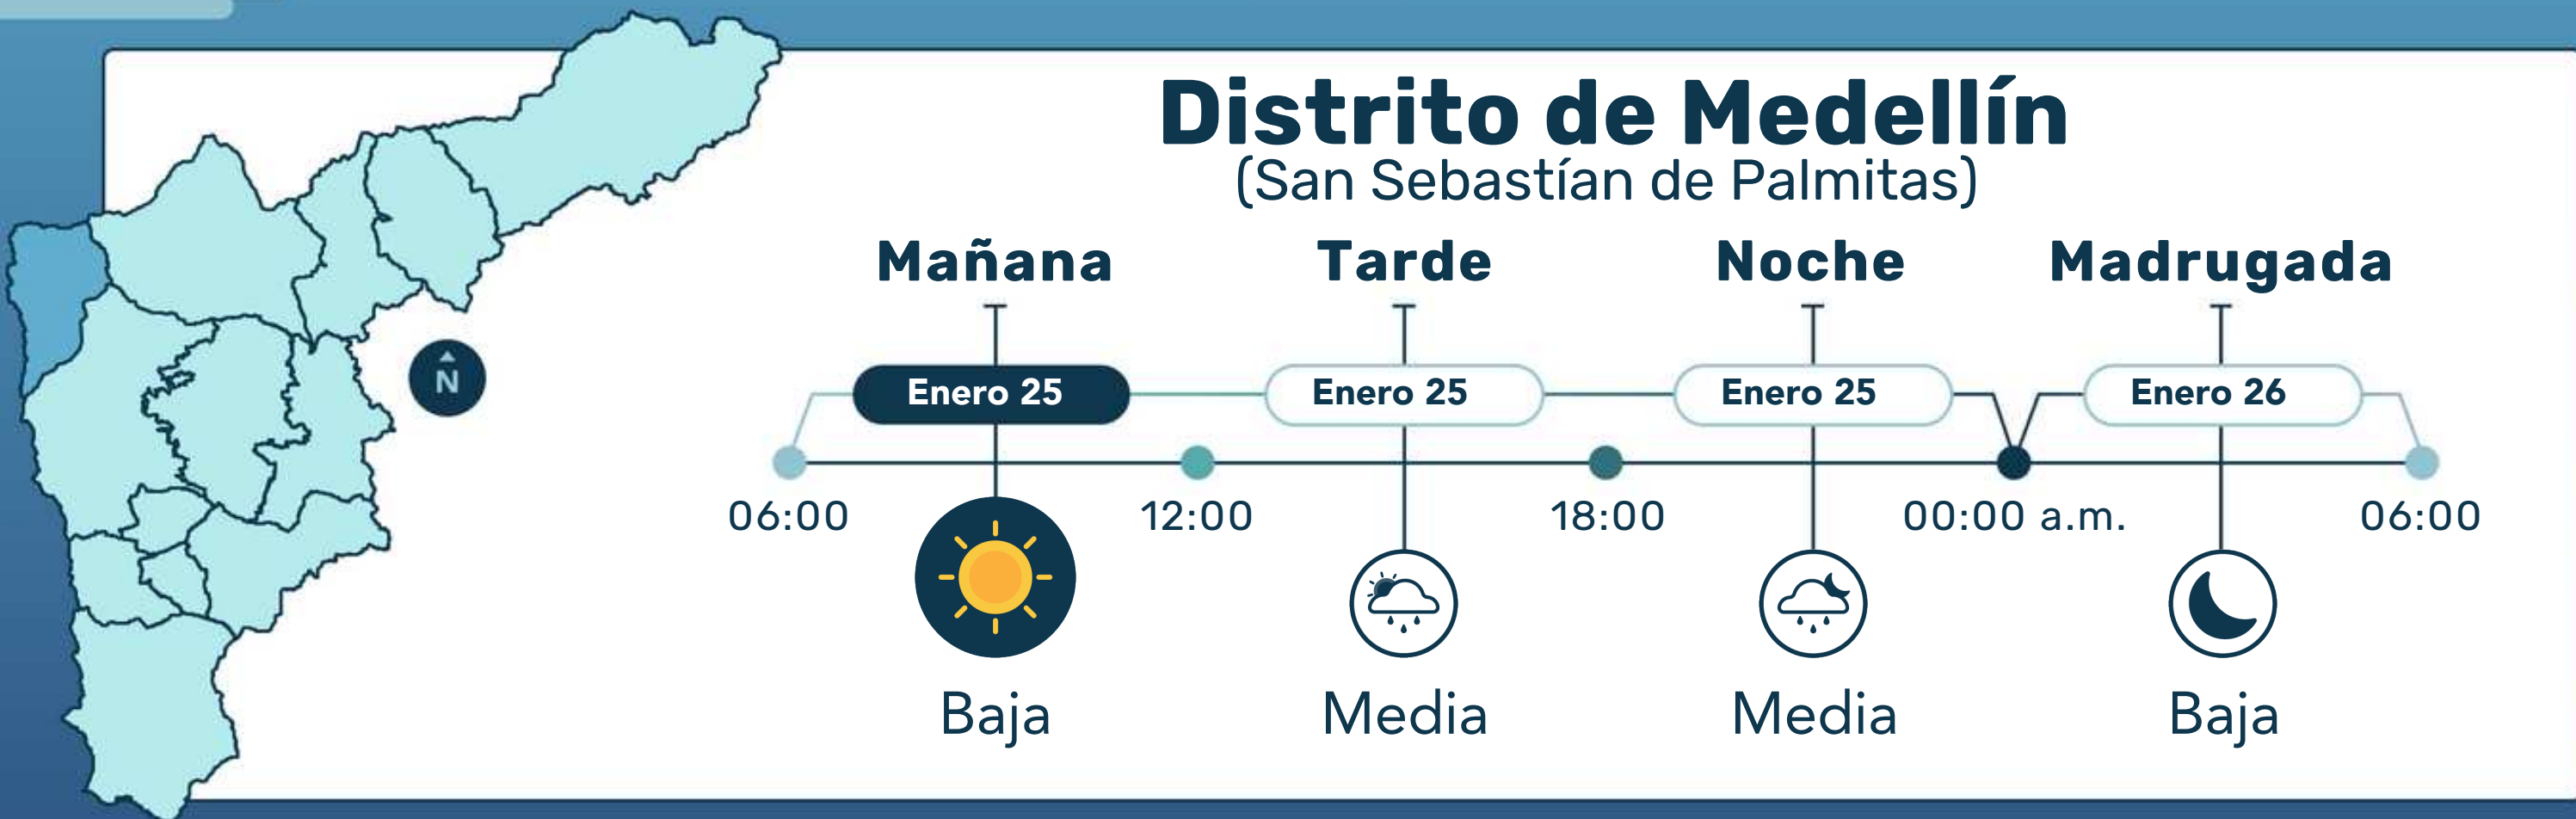 Distrito de Medellín
(San Sebastían de Palmitas)
Mañana Tarde Noche Madrugada
N
Enero 25 Enero 25 Enero 25 Enero 26
06:00 12:00 18:00 00:00 a.m. 06:00
Baja Media Media Baja